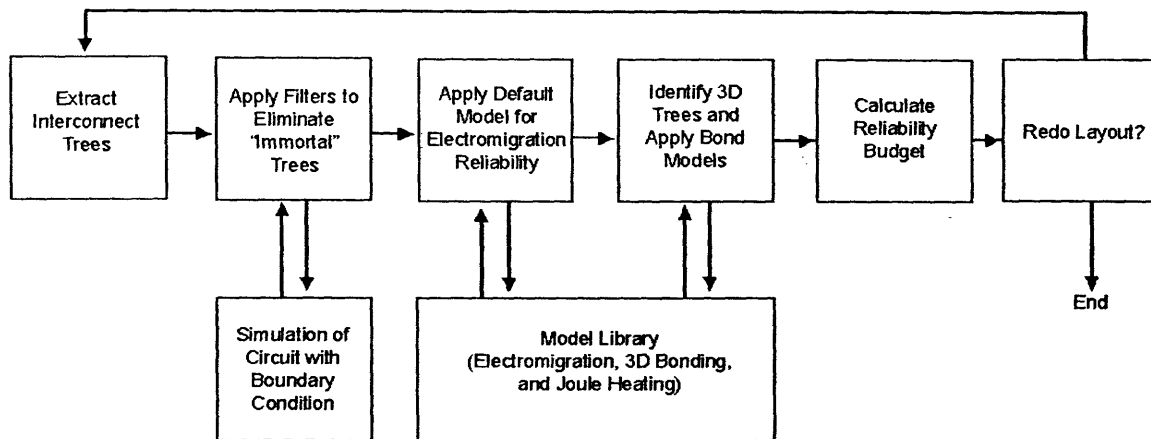 Extract
Interconnect
Trees
Apply Filters to
Eliminate
"Immortal"
Trees
Apply Default
Model for
Electromigration
Reliability
Identify 3D
Trees and
Apply Bond
Models
Calculate
Reliability
Budget
Redo Layout?
Simulation of
Circuit with
Boundary
Condition
Model Library
(Electromigration, 3D Bonding,
and Joule Heating)
End